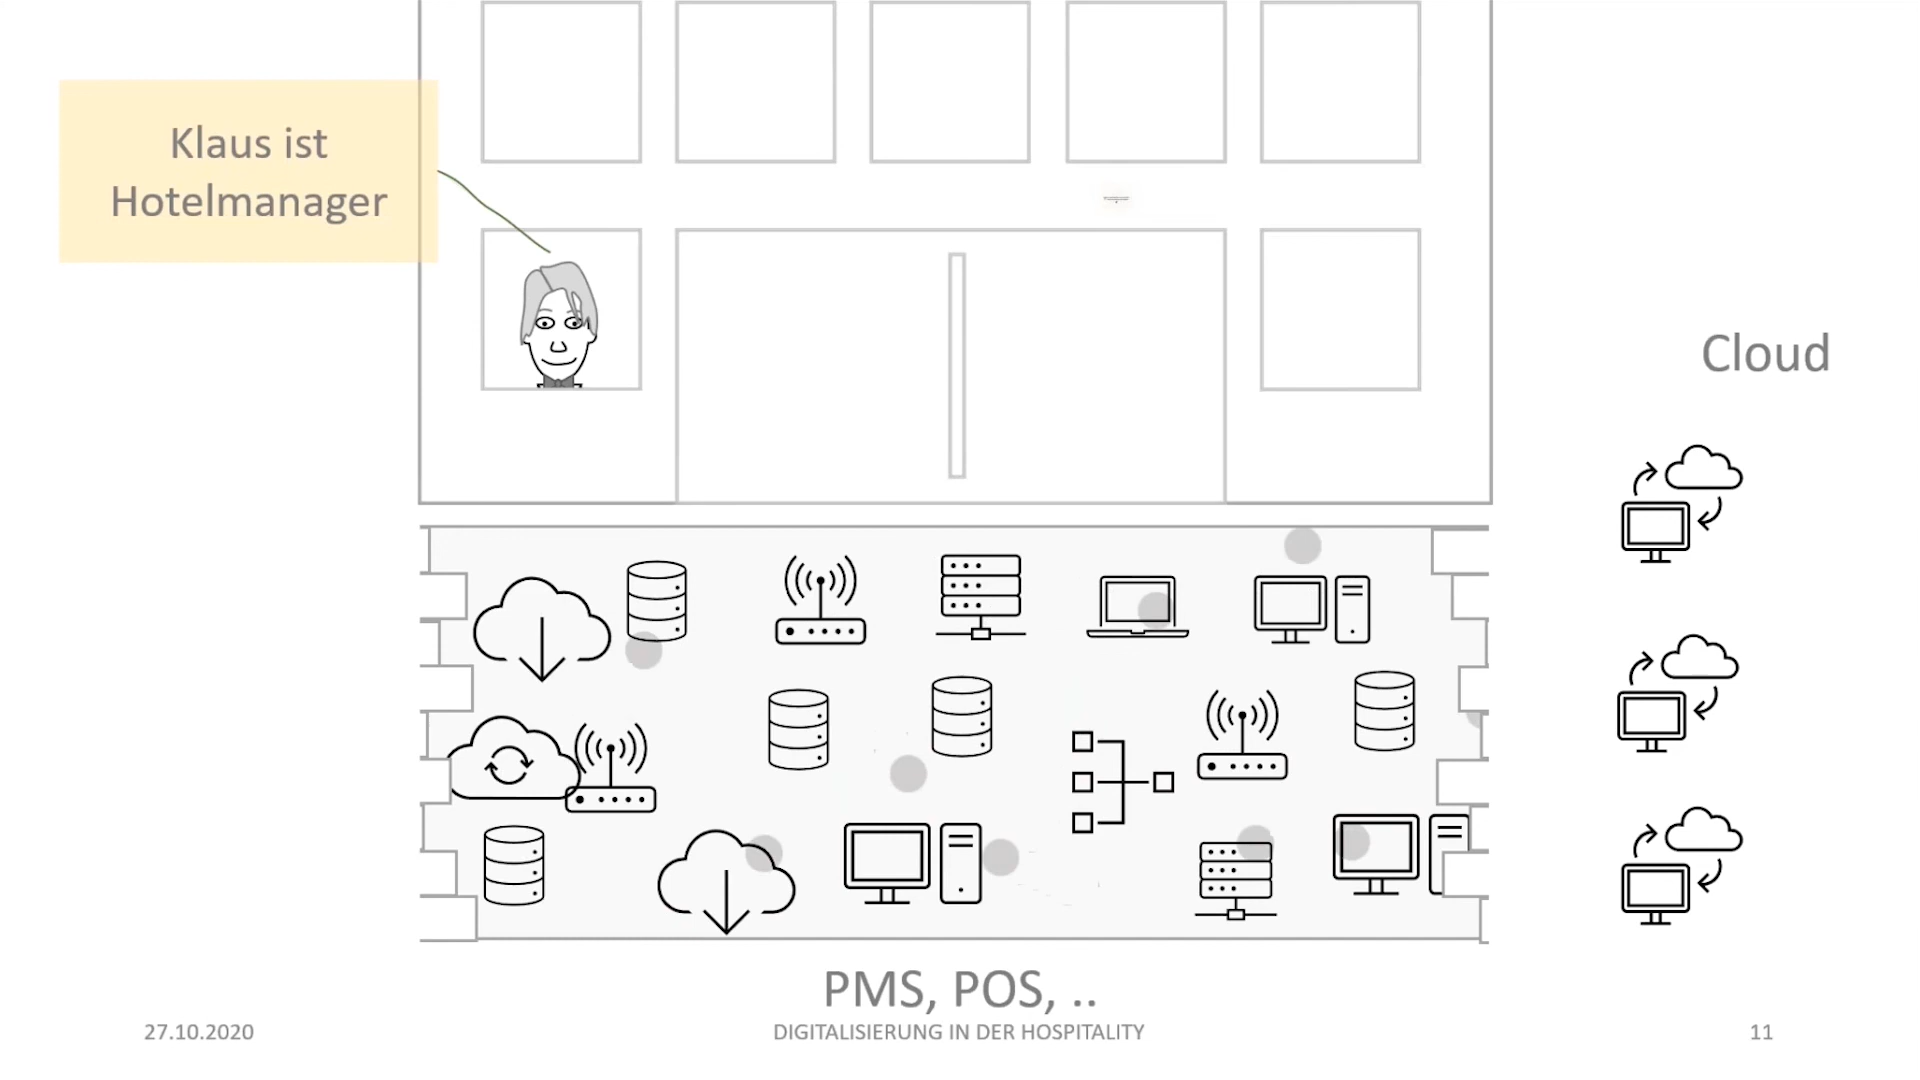 Klaus ist
Hotelmanager
Cloud
PMS, POS, ..
27.10.2020
DIGITALISIERUNG IN DER HOSPITALITY
11